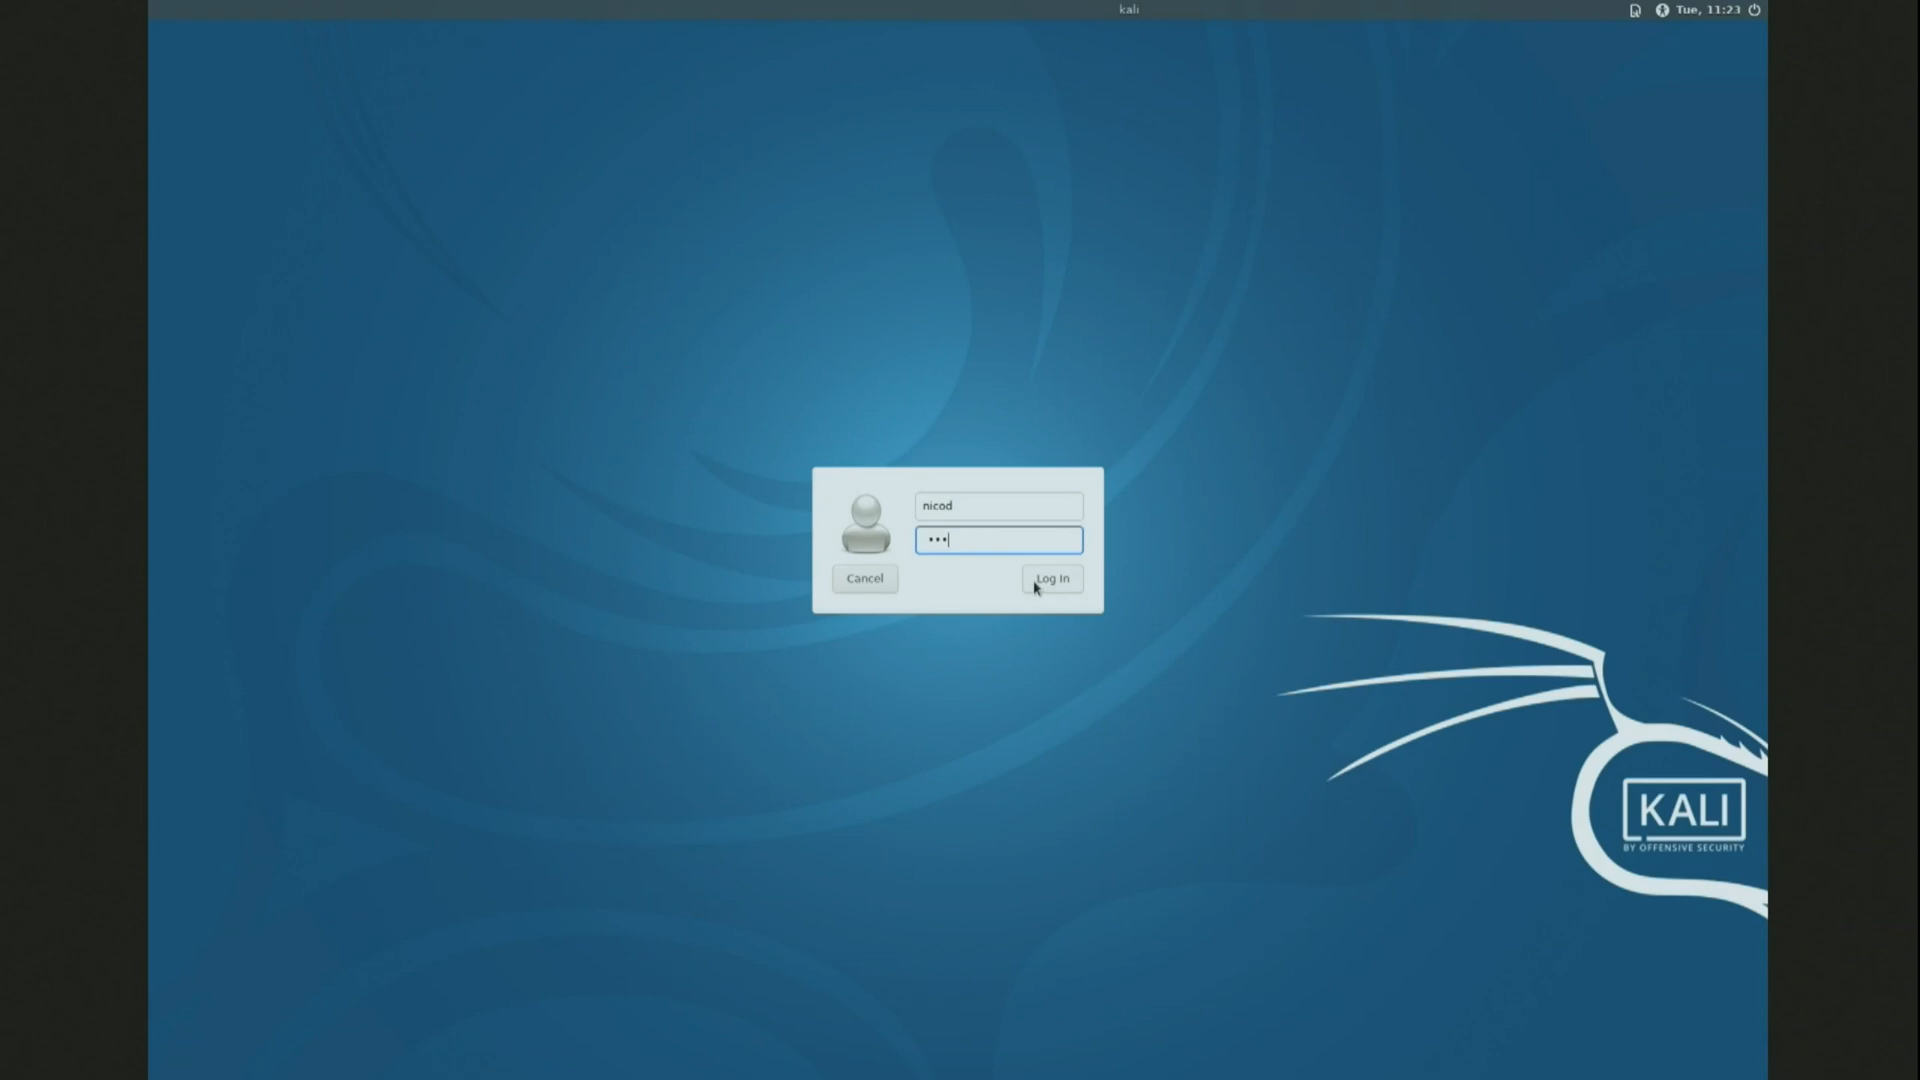 kali
Tue, 11:23
nicod
•••
Cancel
Log In
KALI
BY OFFENSIVE SECURITY